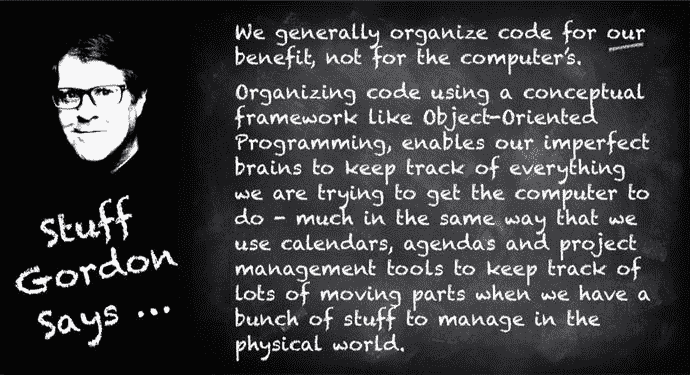 Stuff
Gordon
says ...
We generally organize code for our
benefit, not for the computer's.
Organizing code using a conceptual
framework like Object-Oriented
Programming, enables our imperfect
brains to keep track of everything
we are trying to get the computer to
do - much in the same way that we
use calendars, agendas and project
management tools to keep track of
lots of moving parts when we have a
bunch of stuff to manage in the
physical world.